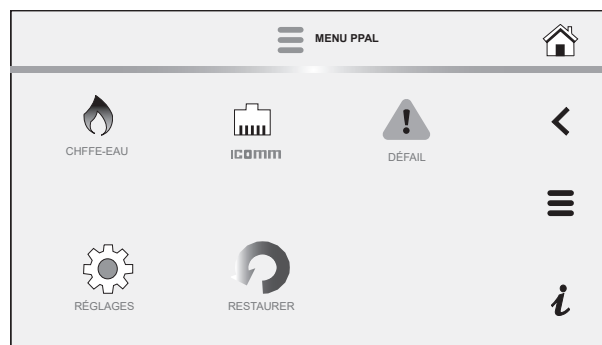 MENU PPAL
CHFFE-EAU
ICOMM
DÉFAIL
RÉGLAGES
RESTAURER
i